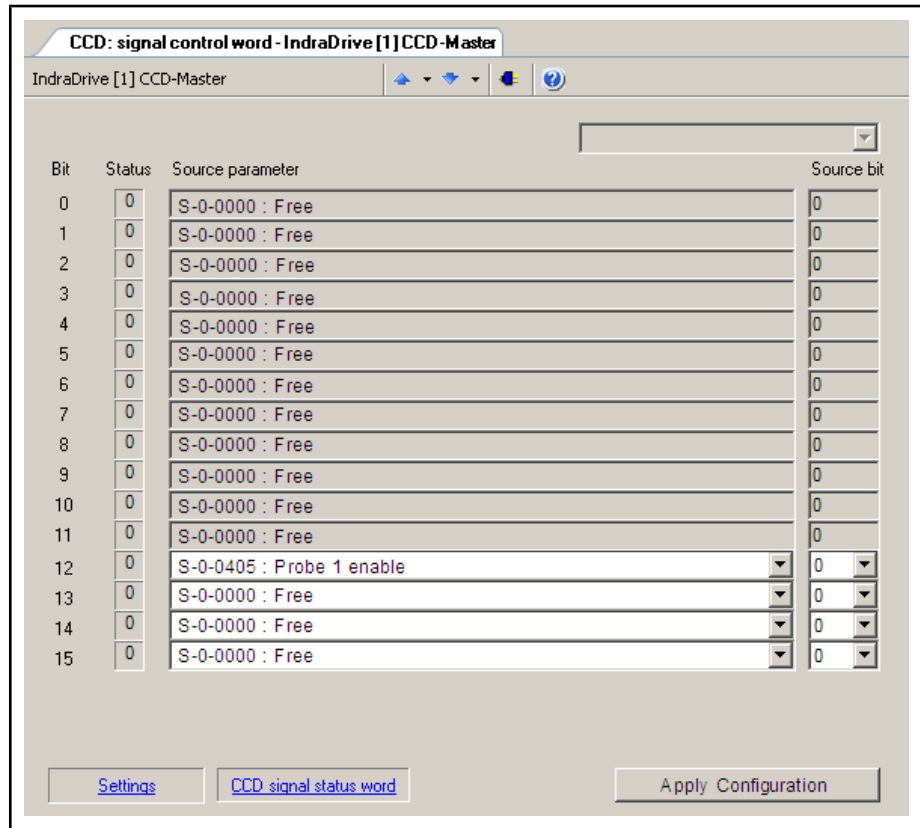 CCD: signal control word - IndraDrive [1] CCD-Master
IndraDrive [1] CCD-Master
?
Bit Status Source parameter Source bit
0 0 S-0-0000 : Free 0
1 0 S-0-0000 : Free 0
2 0 S-0-0000 : Free 0
3 0 S-0-0000 : Free 0
4 0 S-0-0000 : Free 0
5 0 S-0-0000 : Free 0
6 0 S-0-0000 : Free 0
7 0 S-0-0000 : Free 0
8 0 S-0-0000 : Free 0
9 0 S-0-0000 : Free 0
10 0 S-0-0000 : Free 0
11 0 S-0-0000 : Free 0
12 0 S-0-0405 : Probe 1 enable 0
13 0 S-0-0000 : Free 0
14 0 S-0-0000 : Free 0
15 0 S-0-0000 : Free 0
Settings CCD signal status word Apply Configuration